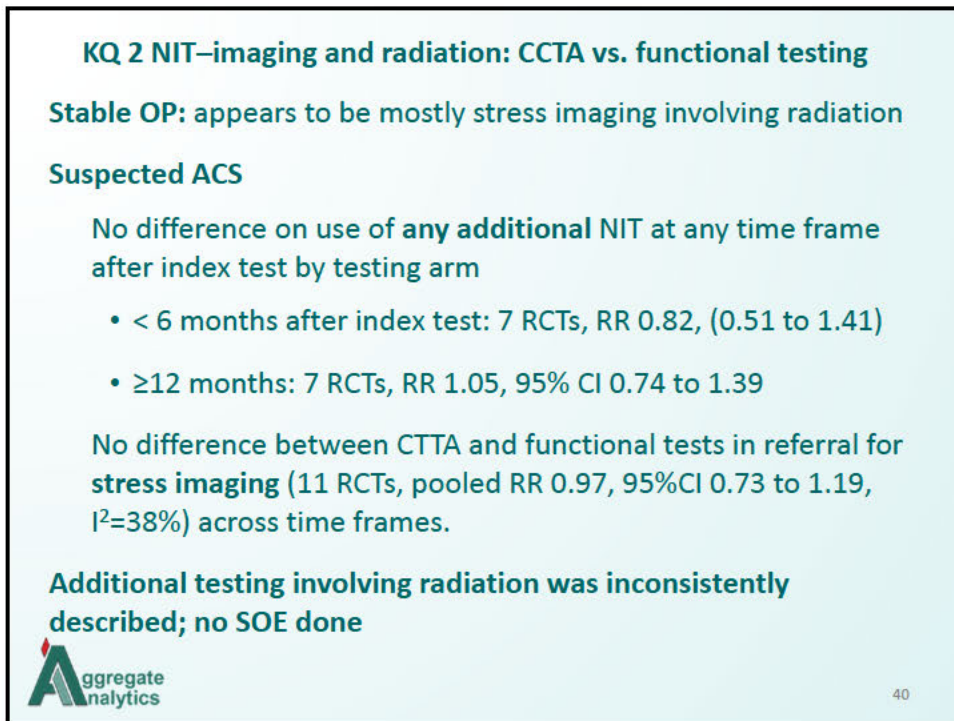 KQ 2 NIT–imaging and radiation: CCTA vs. functional testing
Stable OP: appears to be mostly stress imaging involving radiation
Suspected ACS
No difference on use of any additional NIT at any time frame
after index test by testing arm
• < 6 months after index test: 7 RCTs, RR 0.82, (0.51 to 1.41)
• ≥12 months: 7 RCTs, RR 1.05, 95% CI 0.74 to 1.39
No difference between CTTA and functional tests in referral for
stress imaging (11 RCTs, pooled RR 0.97, 95%CI 0.73 to 1.19,
I²=38%) across time frames.
Additional testing involving radiation was inconsistently
described; no SOE done
Aggregate
Analytics
40